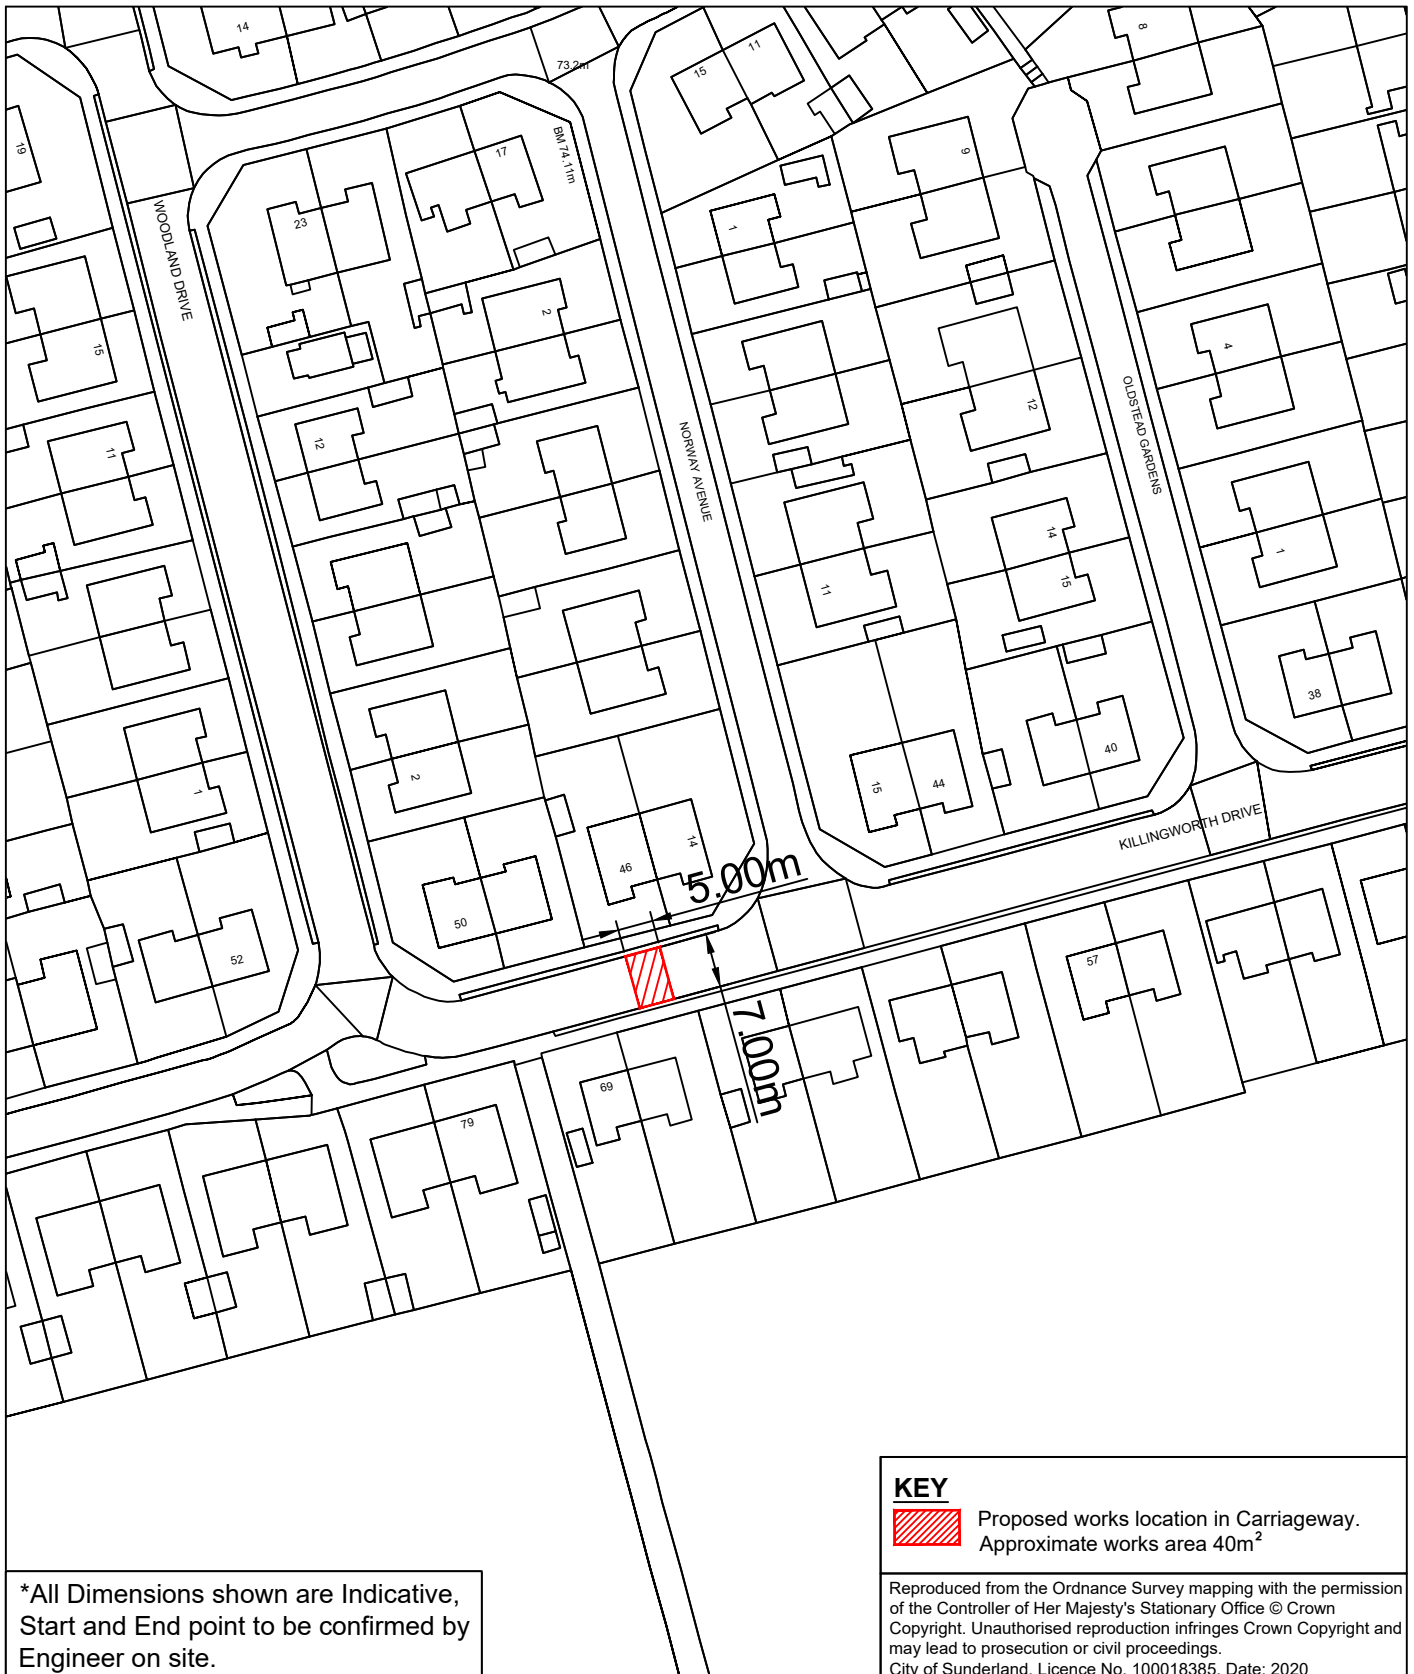 14
73.2m
15
11
8
19
BM 74.11m
17
9
23
1
WOODLAND DRIVE
2
15
4
12
12
OLDSTEAD GARDENS
11
NORWAY AVENUE
14
1
15
11
38
2
1
15
44
40
KILLINGWORTH DRIVE
14
46
5.00m
50
52
57
7.00m
69
79
KEY
Proposed works location in Carriageway.
Approximate works area 40m²
*All Dimensions shown are Indicative,
Start and End point to be confirmed by
Engineer on site.
Reproduced from the Ordnance Survey mapping with the permission
of the Controller of Her Majesty's Stationary Office © Crown
Copyright. Unauthorised reproduction infringes Crown Copyright and
may lead to prosecution or civil proceedings.
City of Sunderland. Licence No. 100018385. Date: 2020